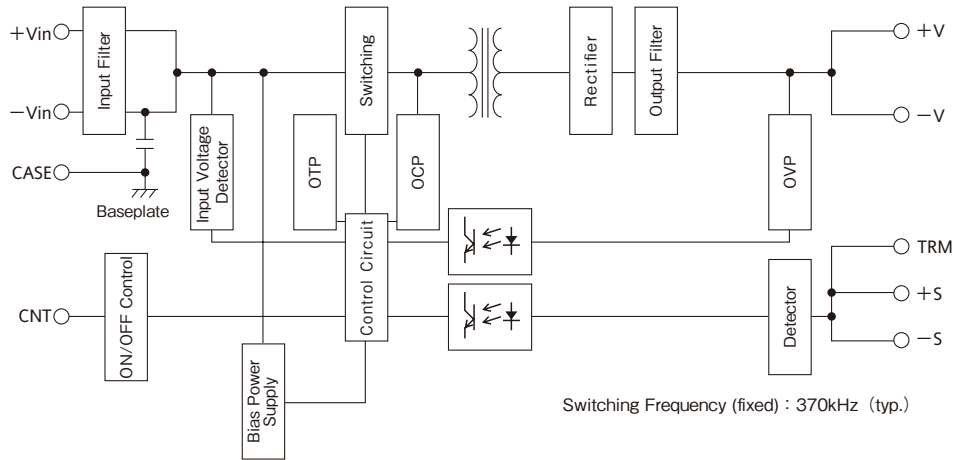 +Vin
−Vin
CASE
Baseplate
CNT
Input Filter
Input Voltage
Detector
ON/OFF Control
Bias Power
Supply
Switching
OTP
OCP
Control Circuit
Rectifier
Output Filter
OVP
Detector
+V
−V
TRM
+S
−S
Switching Frequency (fixed) : 370kHz (typ.)